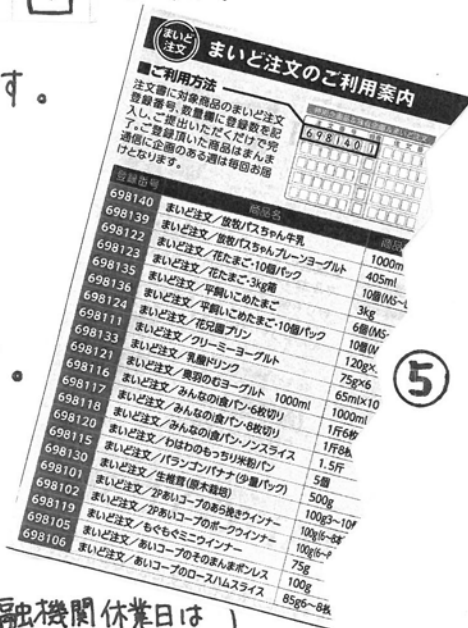 す。
まいど
注文
まいど注文のご利用案内
■ご利用方法
注文書に対象商品のまいど注文
登録番号、数量欄に登録数を記
入し、ご提出いただくだけで完
了。ご登録頂いた商品はまんま
通信に企画のある週は毎回お届
けとなります。
698140 1
登録番号 商品名 商品
698140 まいど注文/放牧パスちゃん牛乳 1000m
698139 まいど注文/放牧パスちゃんプレーンヨーグルト 405ml
698122 まいど注文/花たまご・10個パック 10個(MS~
698123 まいど注文/花たまご・3kg箱 3kg
698135 まいど注文/平飼いこめたまご 6個(MS-
698136 まいど注文/平飼いこめたまご・10個パック 10個(M
698124 まいど注文/花兄園プリン 120g×
698111 まいど注文/クリーミーヨーグルト 75g×6
698133 まいど注文/乳酸ドリンク 65ml×10
698121 まいど注文/奥羽のむヨーグルト 1000ml 1000ml
698116 まいど注文/みんなのi食パン・6枚切り 1斤6枚
698117 まいど注文/みんなのi食パン・8枚切り 1斤8枚
698118 まいど注文/みんなのi食パン・ノンスライス 1.5斤
698120 まいど注文/わはわのもっちり米粉パン 5個
698115 まいど注文/バランゴンバナナ(少量パック) 500g
698130 まいど注文/生椎茸(原木栽培) 100g3~10
698101 まいど注文/2Pあいコープのあら挽きウインナー 100g(6~8本
698102 まいど注文/2Pあいコープのポークウインナー 100g(6~
698119 まいど注文/もぐもぐミニウインナー 75g
698105 まいど注文/あいコープのそのまんまボンレス 100g
698106 まいど注文/あいコープのロースハムスライス 85g6~8枚
⑤
。
融機関休業日は)